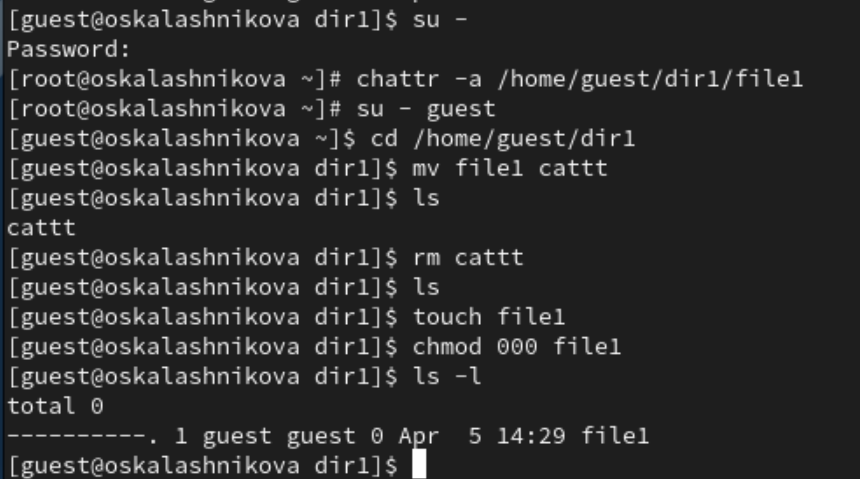 [guest@oskalashnikova dir1]$ su -
Password:
[root@oskalashnikova ~]# chattr -a /home/guest/dir1/file1
[root@oskalashnikova ~]# su - guest
[guest@oskalashnikova ~]$ cd /home/guest/dir1
[guest@oskalashnikova dir1]$ mv file1 cattt
[guest@oskalashnikova dir1]$ ls
cattt
[guest@oskalashnikova dir1]$ rm cattt
[guest@oskalashnikova dir1]$ ls
[guest@oskalashnikova dir1]$ touch file1
[guest@oskalashnikova dir1]$ chmod 000 file1
[guest@oskalashnikova dir1]$ ls -l
total 0
----------. 1 guest guest 0 Apr  5 14:29 file1
[guest@oskalashnikova dir1]$